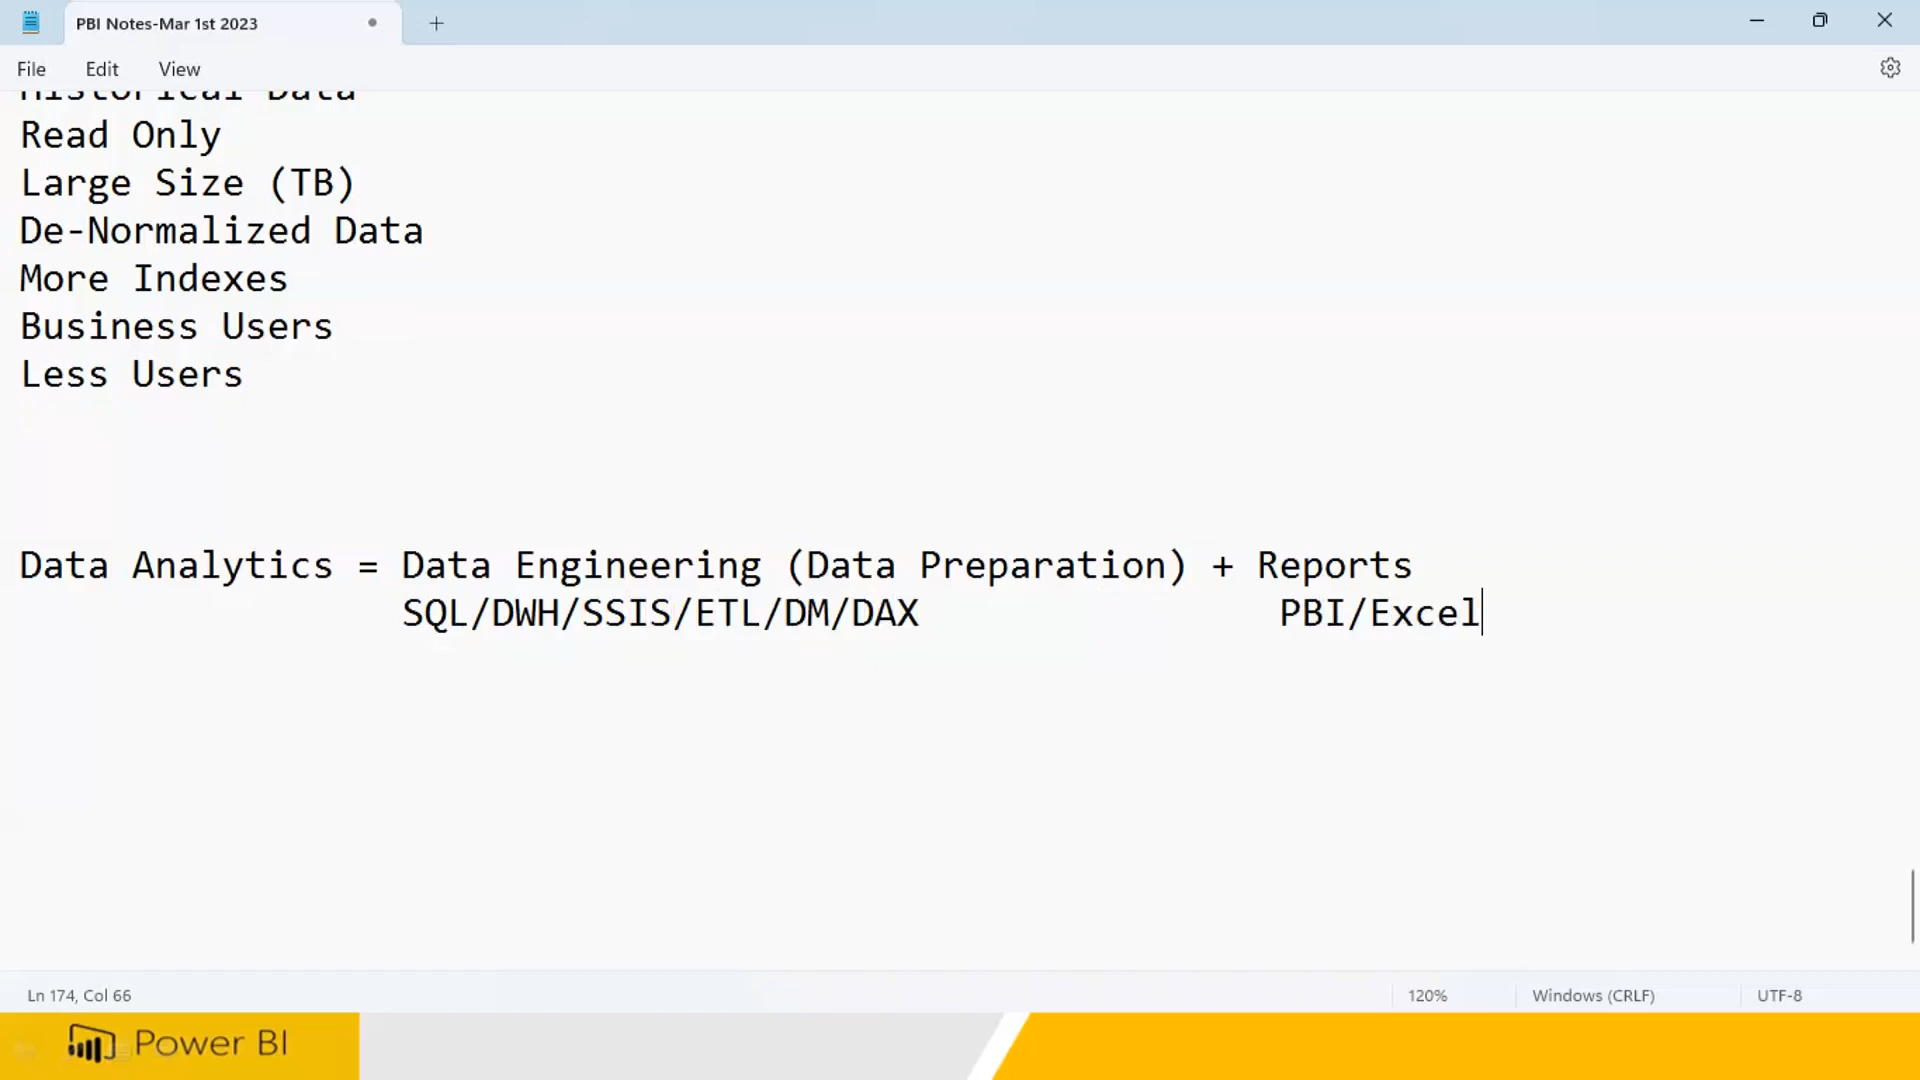 PBI Notes-Mar 1st 2023
File Edit View
Historical Data
Read Only
Large Size (TB)
De-Normalized Data
More Indexes
Business Users
Less Users
Data Analytics = Data Engineering (Data Preparation) + Reports
SQL/DWH/SSIS/ETL/DM/DAX PBI/Excel
Ln 174, Col 66 120% Windows (CRLF) UTF-8
Power BI